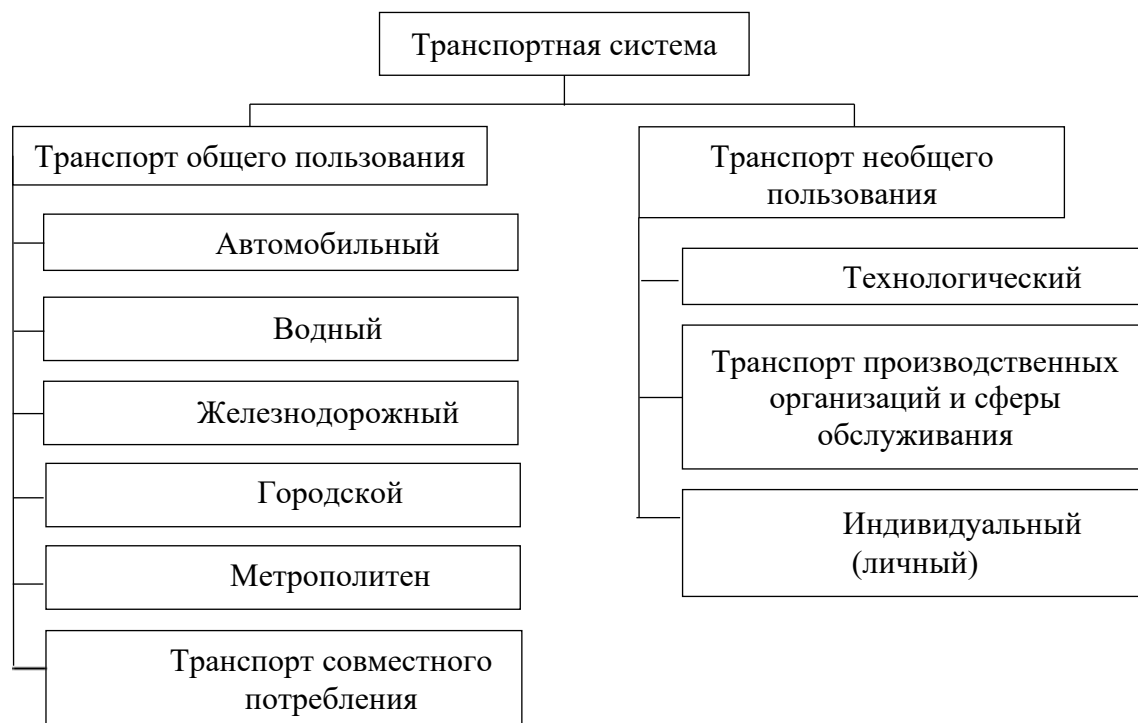 Транспортная система
Транспорт общего пользования
Автомобильный
Водный
Железнодорожный
Городской
Метрополитен
Транспорт совместного
потребления
Транспорт необщего
пользования
Технологический
Транспорт производственных
организаций и сферы
обслуживания
Индивидуальный
(личный)